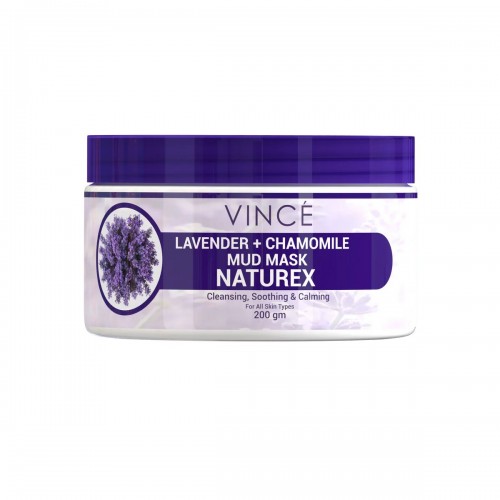 VINCÉ
LAVENDER + CHAMOMILE
MUD MASK
NATUREX
Cleansing, Soothing & Calming
For All Skin Types
200 gm